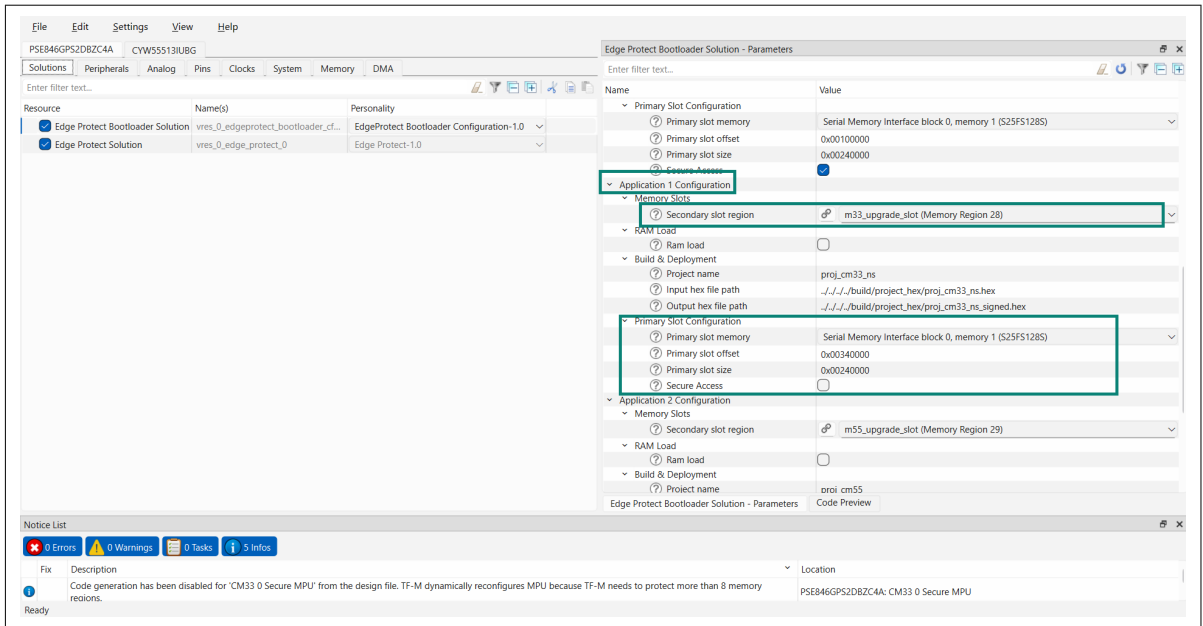 File Edit Settings View Help
PSE846GPS2DBZC4A CYW55513IUBG
Solutions Peripherals Analog Pins Clocks System Memory DMA
Enter filter text...
Resource Name(s) Personality
Edge Protect Bootloader Solution vres_0_edgeprotect_bootloader_cf... EdgeProtect Bootloader Configuration-1.0
Edge Protect Solution vres_0_edge_protect_0 Edge Protect-1.0
Edge Protect Bootloader Solution - Parameters
Enter filter text...
Name Value
Primary Slot Configuration
Primary slot memory Serial Memory Interface block 0, memory 1 (S25FS128S)
Primary slot offset 0x00100000
Primary slot size 0x00240000
Secure Access
Application 1 Configuration
Memory Slots
Secondary slot region m33_upgrade_slot (Memory Region 28)
RAM Load
Ram load
Build & Deployment
Project name proj_cm33_ns
Input hex file path ../../../../build/project_hex/proj_cm33_ns.hex
Output hex file path ../../../../build/project_hex/proj_cm33_ns_signed.hex
Primary Slot Configuration
Primary slot memory Serial Memory Interface block 0, memory 1 (S25FS128S)
Primary slot offset 0x00340000
Primary slot size 0x00240000
Secure Access
Application 2 Configuration
Memory Slots
Secondary slot region m55_upgrade_slot (Memory Region 29)
RAM Load
Ram load
Build & Deployment
Project name proj_cm55
Edge Protect Bootloader Solution - Parameters Code Preview
Notice List
0 Errors 0 Warnings 0 Tasks 5 Infos
Fix Description Location
Code generation has been disabled for 'CM33 0 Secure MPU' from the design file. TF-M dynamically reconfigures MPU because TF-M needs to protect more than 8 memory
regions.
PSE846GPS2DBZC4A: CM33 0 Secure MPU
Ready